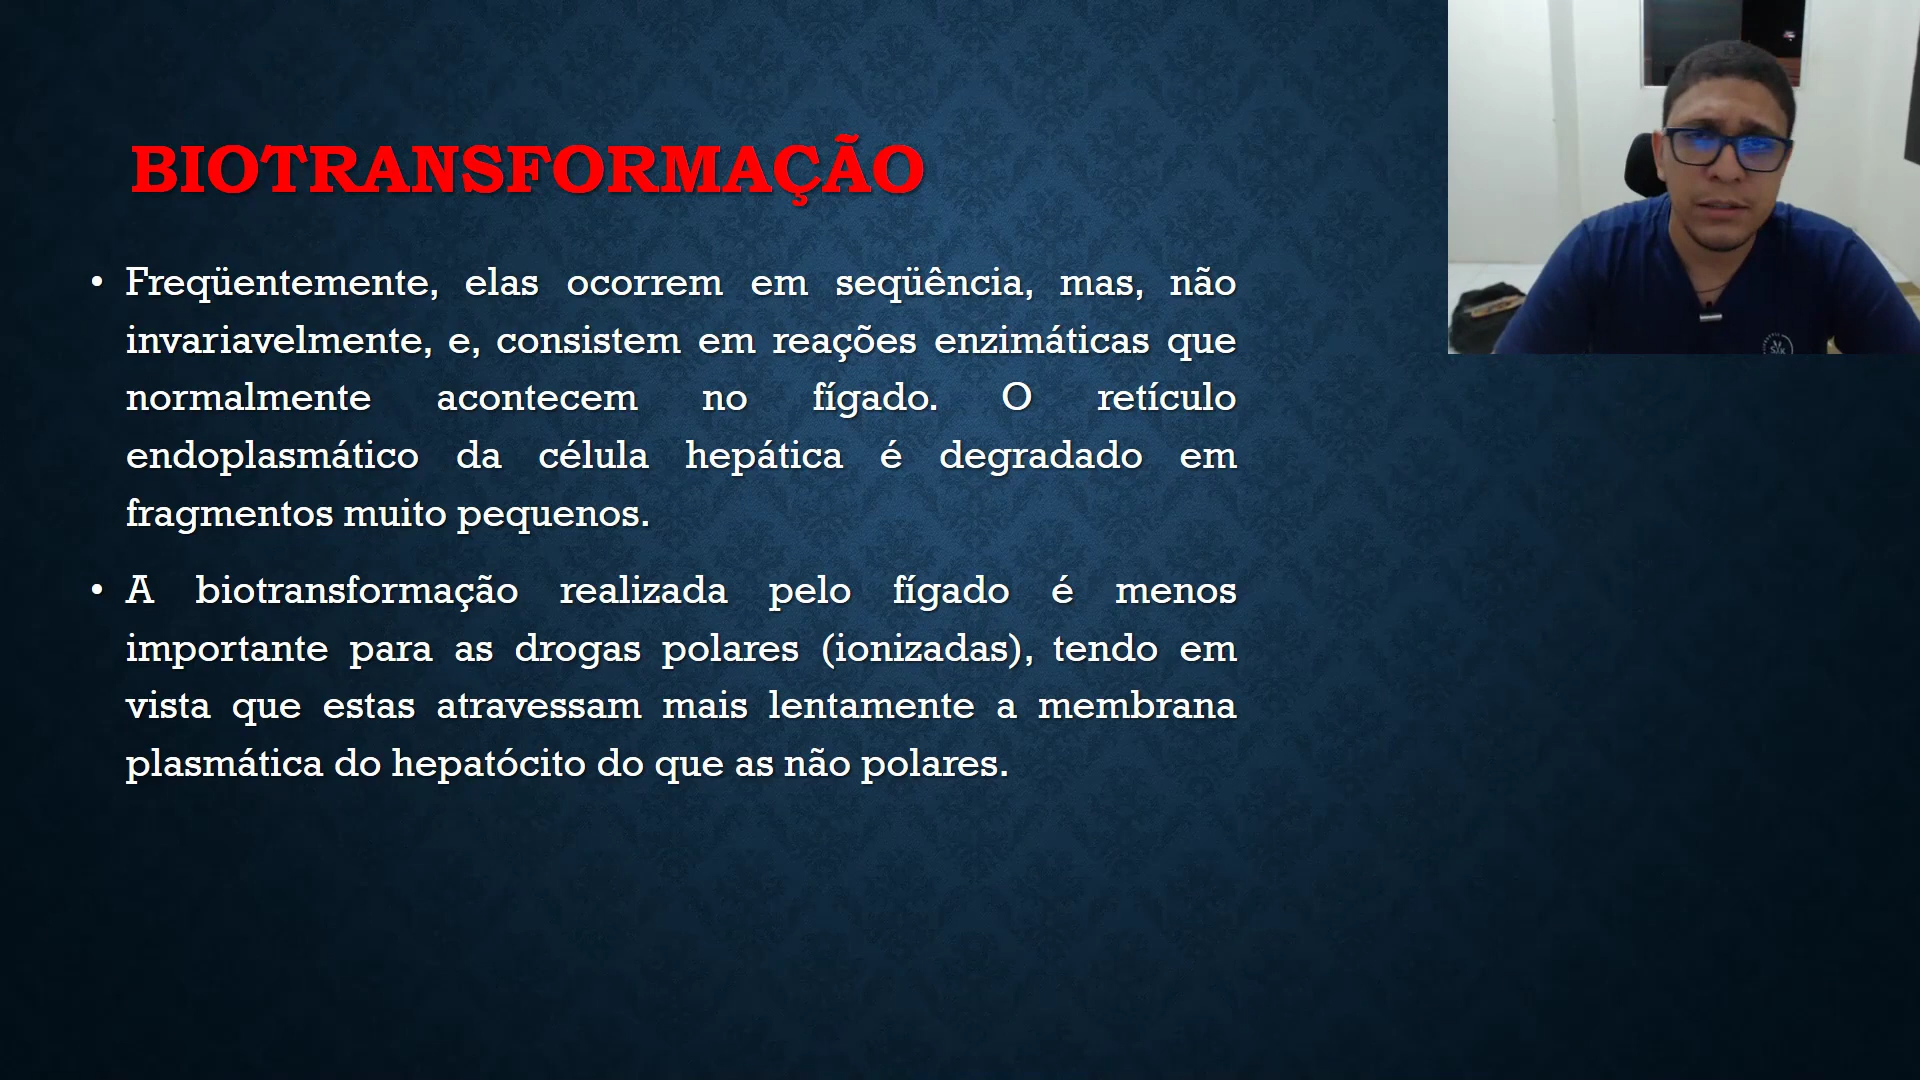 BIOTRANSFORMAÇÃO
• Freqüentemente, elas ocorrem em seqüência, mas, não
invariavelmente, e, consistem em reações enzimáticas que
normalmente acontecem no fígado. O retículo
endoplasmático da célula hepática é degradado em
fragmentos muito pequenos.
• A biotransformação realizada pelo fígado é menos
importante para as drogas polares (ionizadas), tendo em
vista que estas atravessam mais lentamente a membrana
plasmática do hepatócito do que as não polares.